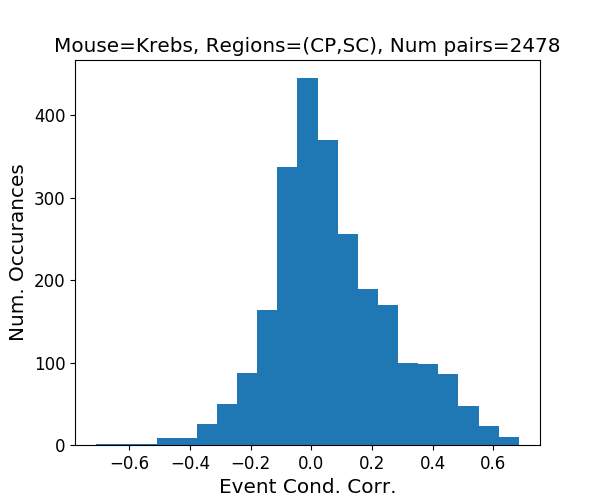 Mouse=Krebs, Regions=(CP,SC), Num pairs=2478
Num. Occurances
400
300
200
100
0
−0.6 −0.4 −0.2 0.0 0.2 0.4 0.6
Event Cond. Corr.